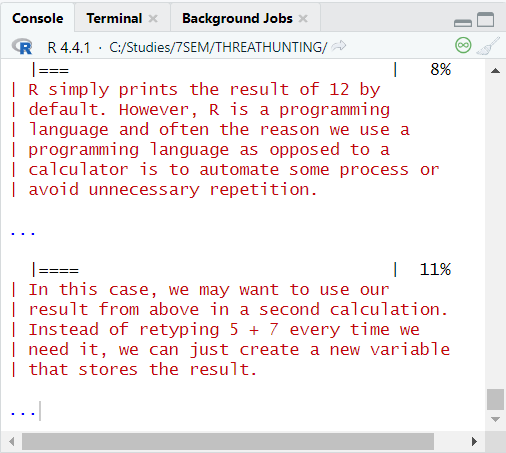 Console Terminal Background Jobs
R R 4.4.1 · C:/Studies/7SEM/THREATHUNTING/
|=== | 8%
| R simply prints the result of 12 by
| default. However, R is a programming
| language and often the reason we use a
| programming language as opposed to a
| calculator is to automate some process or
| avoid unnecessary repetition.
...
|==== | 11%
| In this case, we may want to use our
| result from above in a second calculation.
| Instead of retyping 5 + 7 every time we
| need it, we can just create a new variable
| that stores the result.
...